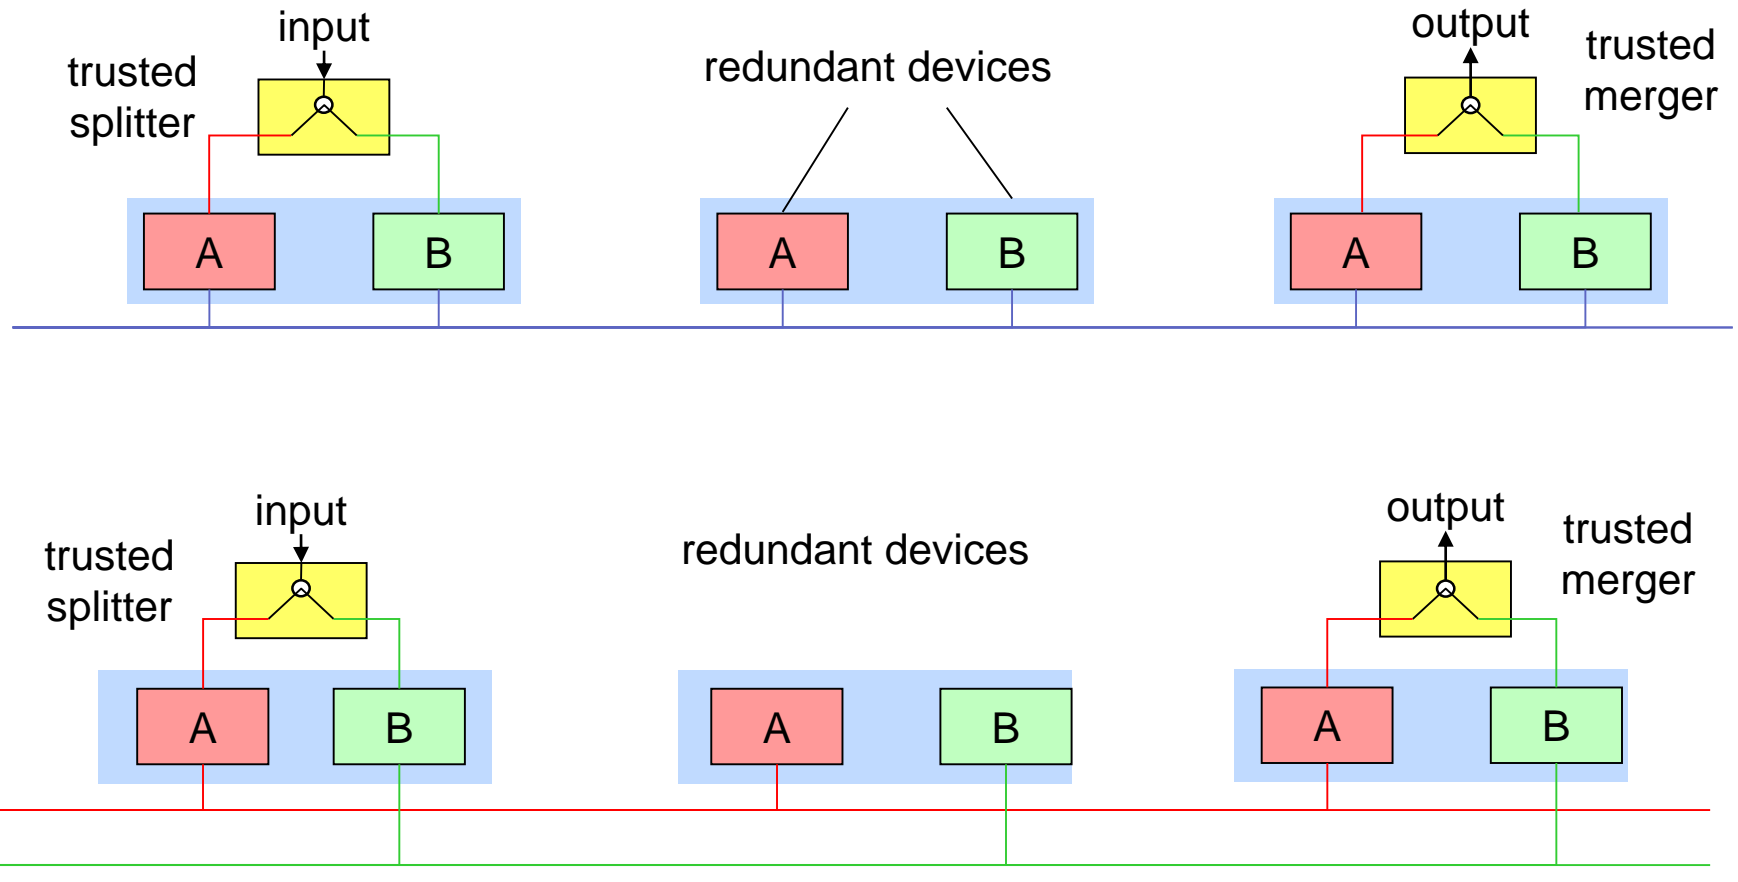 input
trusted
splitter
redundant devices
output
trusted
merger
A
B
A
B
A
B
input
trusted
splitter
redundant devices
output
trusted
merger
A
B
A
B
A
B